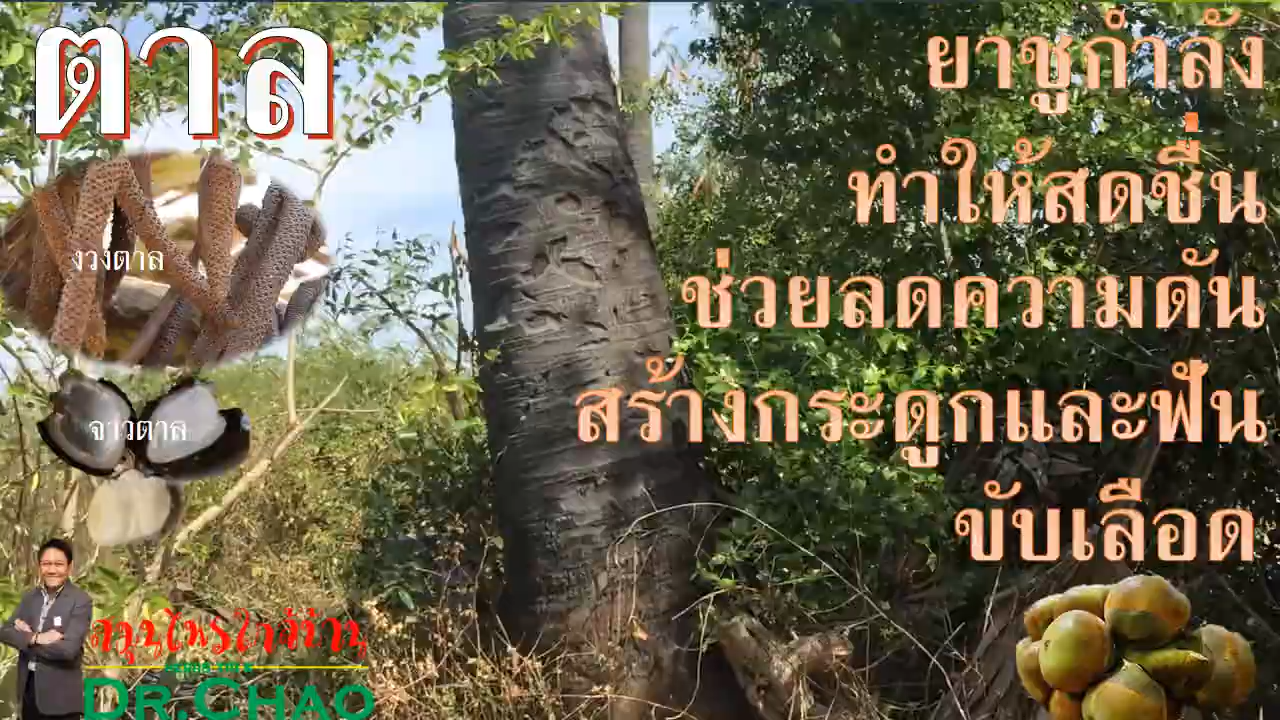 ตาล
งวงตาล
จาวตาล
ยาชูกำลัง
ทำให้สดชื่น
ช่วยลดความดัน
สร้างกระดูกและฟัน
ขับเลือด
สมุนไพรใกล้บ้าน
DR.CHAO